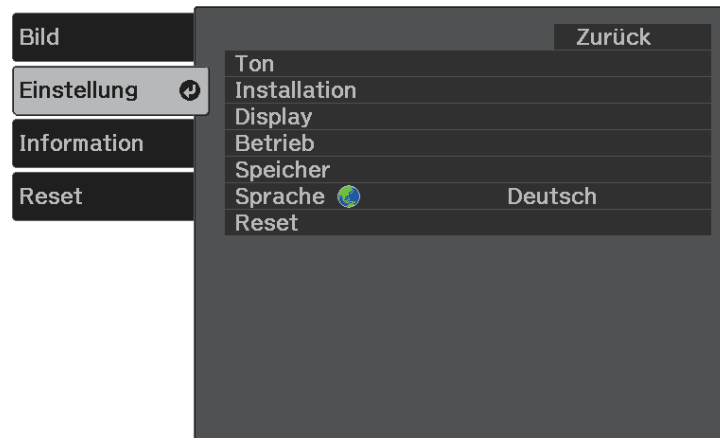 Bild
Einstellung
Information
Reset
Zurück
Ton
Installation
Display
Betrieb
Speicher
Sprache Deutsch
Reset